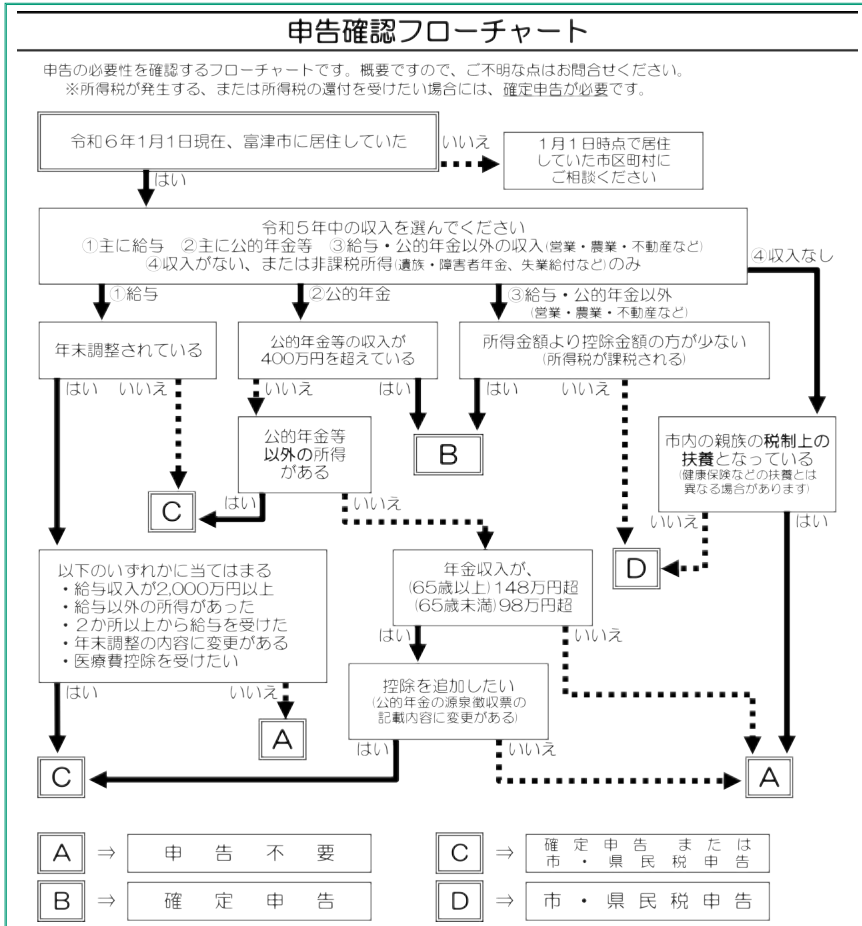 申告確認フローチャート
申告の必要性を確認するフローチャートです。概要ですので、ご不明な点はお問合せください。
※所得税が発生する、または所得税の還付を受けたい場合には、確定申告が必要です。
令和6年1月1日現在、富津市に居住していた
いいえ
1月1日時点で居住
していた市区町村に
ご相談ください
はい
令和5年中の収入を選んでください
①主に給与 ②主に公的年金等 ③給与・公的年金以外の収入(営業・農業・不動産など)
④収入がない、または非課税所得(遺族・障害者年金、失業給付など)のみ
④収入なし
①給与
②公的年金
③給与・公的年金以外
(営業・農業・不動産など)
年末調整されている
公的年金等の収入が
400万円を超えている
所得金額より控除金額の方が少ない
(所得税が課税される)
はい いいえ
いいえ はい
はい いいえ
公的年金等
以外の所得
がある
B
市内の親族の税制上の
扶養となっている
(健康保険などの扶養とは
異なる場合があります)
C
はい
いいえ
いいえ
はい
D
以下のいずれかに当てはまる
・給与収入が2,000万円以上
・給与以外の所得があった
・2か所以上から給与を受けた
・年末調整の内容に変更がある
・医療費控除を受けたい
年金収入が、
(65歳以上)148万円超
(65歳未満)98万円超
はい
いいえ
はい
いいえ
控除を追加したい
(公的年金の源泉徴収票の
記載内容に変更がある)
A
はい
いいえ
C
A
A ⇒ 申告不要
C ⇒ 確定申告または
市・県民税申告
B ⇒ 確定申告
D ⇒ 市・県民税申告